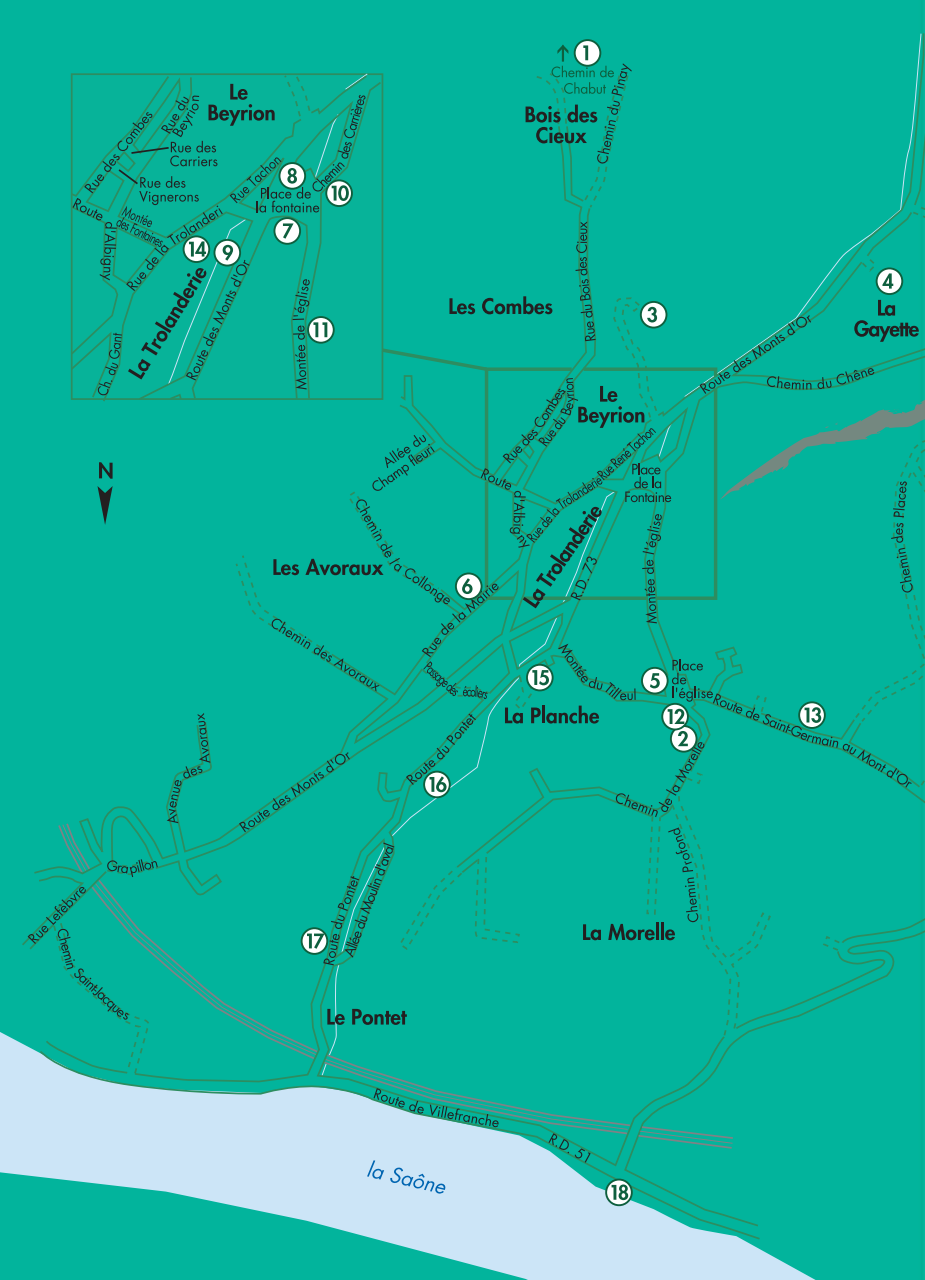 1
Chemin de
Chabut
Bois des
Cieux
Chemin du Pinay
Le
Beyrion
Rue du
Beyrion
Rue des Combes
Rue des
Carriers
Rue des
Vignerons
Route
d'Albigny
Montée
des Fontaines
Rue de la Trolanderi
Rue Tachon
8
Place de
la fontaine
7
Chemin des Carrières
10
14
9
La Trolanderie
Route des Monts d'Or
Montée de l'église
11
Ch. du Gant
Rue du Bois des Cieux
Les Combes
3
4
La
Gayette
Route des Monts d'Or
Chemin du Chêne
N
Le
Beyrion
Rue des Combes
Rue du Beyrion
Allée du
Champ fleuri
Route d'Albigny
Rue de la Trolanderie
Rue René Tachon
Place
de la
Fontaine
La Trolanderie
R.D. 73
Montée de l'église
Chemin des Places
Chemin de la Collonge
Les Avoraux
6
Rue de la Mairie
Chemin des Avoraux
Passage des écoliers
15
La Planche
Montée du Tilleul
5
Place
de
l'église
12
2
Route de Saint-Germain au Mont d'Or
13
Avenue des Avoraux
Route des Monts d'Or
Route du Pontet
16
Chemin de la Morelle
Chemin Profond
Grapillon
Rue Lefèbvre
Chemin Saint-Jacques
17
Route du Pontet
Allée du Moulin d'aval
La Morelle
Le Pontet
Route de Villefranche
R.D. 51
la Saône
18